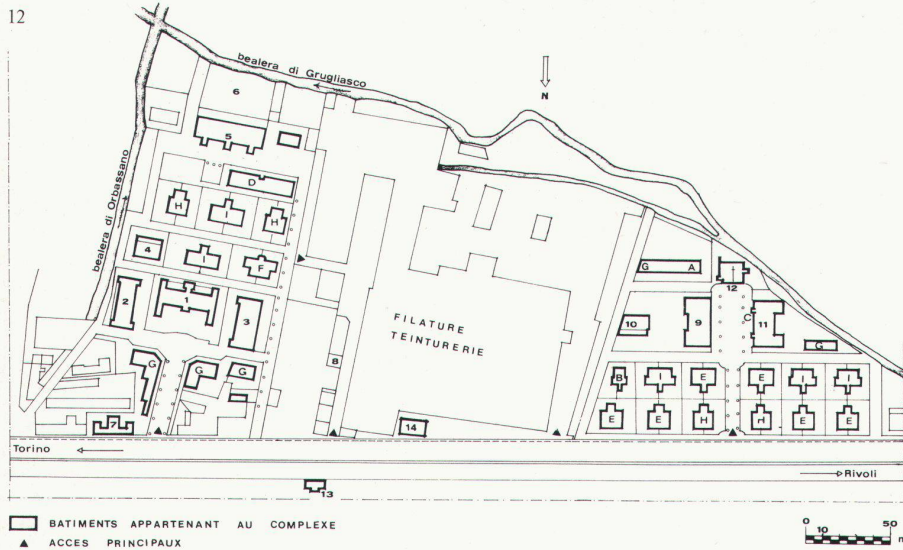 12
bealera di Grugliasco
N
bealera di Orbassano
6
5
D
H I H
4 I F
2 1 3
G G G
7
8
FILATURE
TEINTURERIE
14
G A
12
10 9 C 11
G
B I E E I I
E E H H E E
Torino
Rivoli
13
BATIMENTS APPARTENANT AU COMPLEXE
ACCES PRINCIPAUX
0 10 50 m